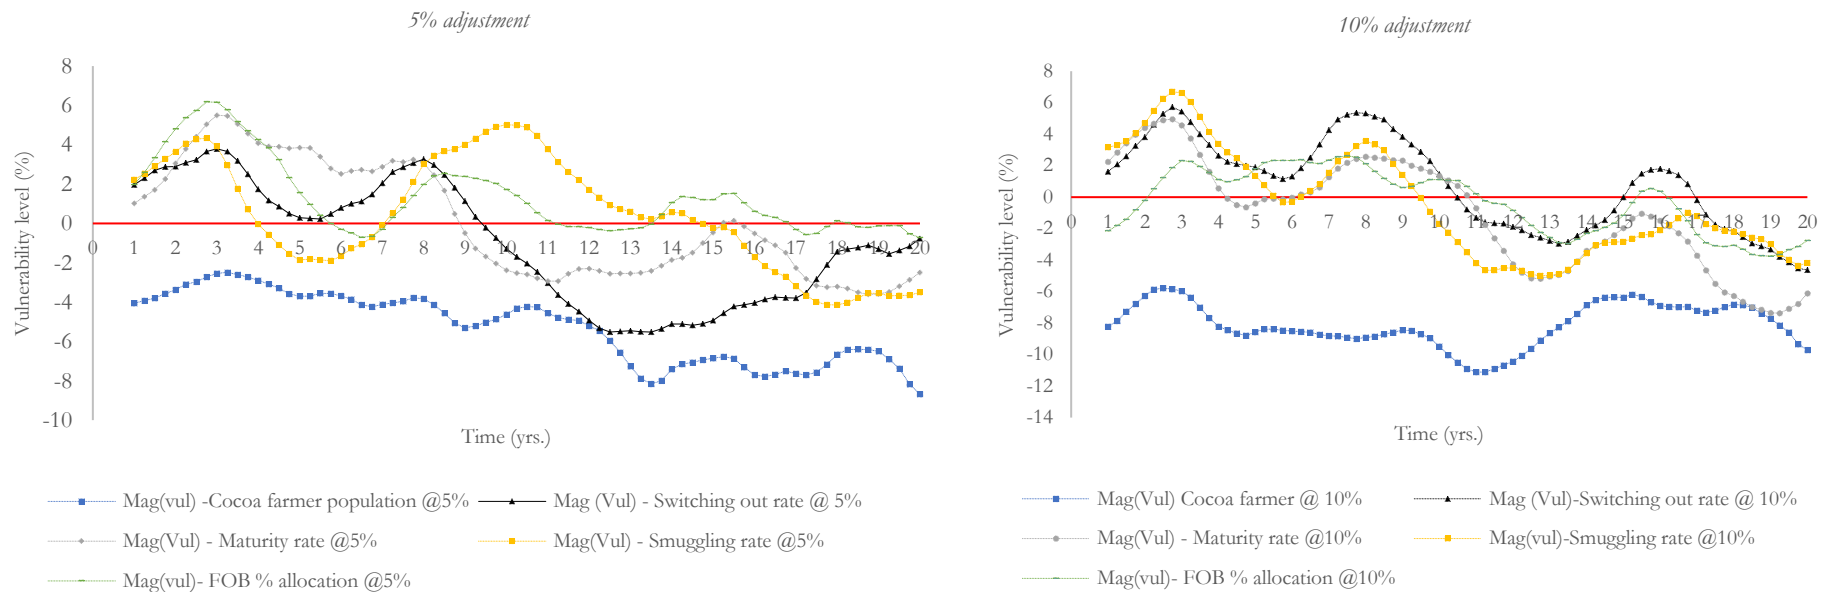 5% adjustment
8
6
4
2
0
-2
-4
-6
-8
-10
0 1 2 3 4 5 6 7 8 9 10 11 12 13 14 15 16 17 18 19 20
Vulnerability level (%)
Time (yrs.)
Mag(vul) -Cocoa farmer population @5%
Mag (Vul) - Switching out rate @ 5%
Mag(Vul) - Maturity rate @5%
Mag(Vul) - Smuggling rate @5%
Mag(vul)- FOB % allocation @5%
10% adjustment
8
6
4
2
0
-2
-4
-6
-8
-10
-12
-14
0 1 2 3 4 5 6 7 8 9 10 11 12 13 14 15 16 17 18 19 20
Vulnerability level (%)
Time (yrs.)
Mag(Vul) Cocoa farmer @ 10%
Mag (Vul)-Switching out rate @ 10%
Mag(Vul) - Maturity rate @10%
Mag(vul)-Smuggling rate @10%
Mag(vul)- FOB % allocation @10%